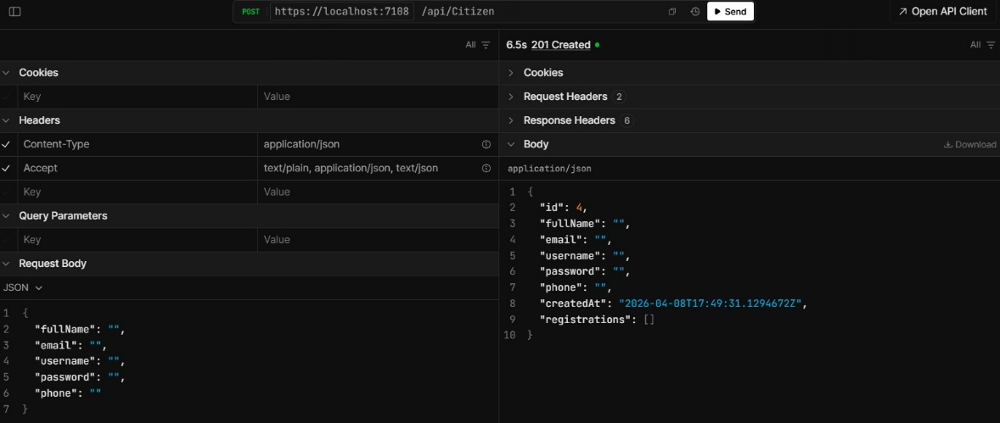 POST https://localhost:7108 /api/Citizen Send Open API Client
All
Cookies
Key Value
Headers
Content-Type application/json
Accept text/plain, application/json, text/json
Key Value
Query Parameters
Key Value
Request Body
JSON
1 {
2 "fullName": "",
3 "email": "",
4 "username": "",
5 "password": "",
6 "phone": ""
7 }
6.5s 201 Created All
Cookies
Request Headers 2
Response Headers 6
Body Download
application/json
1 {
2 "id": 4,
3 "fullName": "",
4 "email": "",
5 "username": "",
6 "password": "",
7 "phone": "",
8 "createdAt": "2026-04-08T17:49:31.1294672Z",
9 "registrations": []
10 }